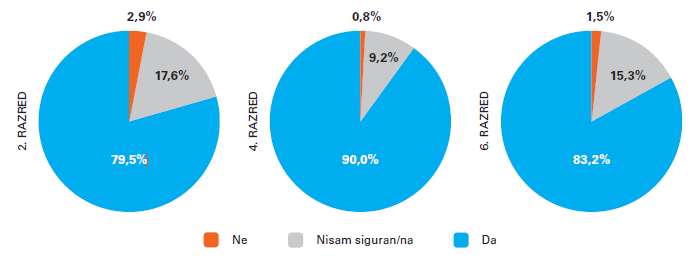 2,9%
17,6%
79,5%
2. RAZRED
0,8%
9,2%
90,0%
4. RAZRED
1,5%
15,3%
83,2%
6. RAZRED
Ne
Nisam siguran/na
Da